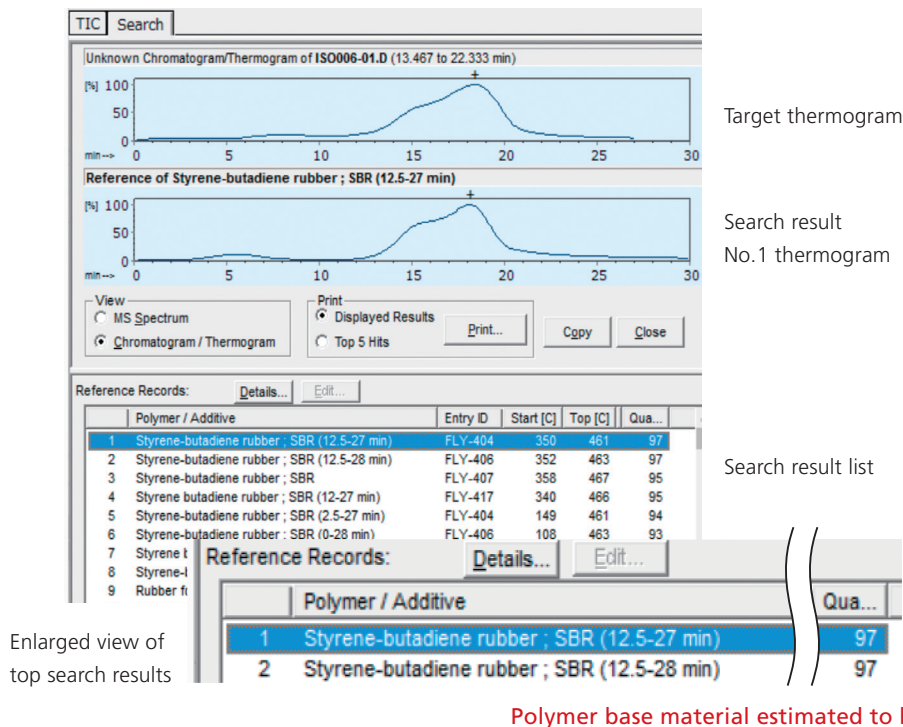 TIC Search
Unknown Chromatogram/Thermogram of ISO006-01.D (13.467 to 22.333 min)
[%] 100
50
0
min--> 0 5 10 15 20 25 30
Target thermogram
Reference of Styrene-butadiene rubber ; SBR (12.5-27 min)
[%] 100
50
0
min--> 0 5 10 15 20 25 30
Search result
No.1 thermogram
View
MS Spectrum
Chromatogram / Thermogram
Print
Displayed Results
Top 5 Hits
Print...
Copy
Close
Reference Records: Details... Edit...
Polymer / Additive Entry ID Start [C] Top [C] Qua...
1 Styrene-butadiene rubber ; SBR (12.5-27 min) FLY-404 350 461 97
2 Styrene-butadiene rubber ; SBR (12.5-28 min) FLY-406 352 463 97
3 Styrene-butadiene rubber ; SBR FLY-407 358 467 95
4 Styrene butadiene rubber ; SBR (12-27 min) FLY-417 340 466 95
5 Styrene-butadiene rubber ; SBR (2.5-27 min) FLY-404 149 461 94
6 Styrene-butadiene rubber ; SBR (0-28 min) FLY-406 108 463 93
7 Styrene
8 Styrene-
9 Rubber
Search result list
Reference Records: Details... Edit...
Polymer / Additive Qua...
1 Styrene-butadiene rubber ; SBR (12.5-27 min) 97
2 Styrene-butadiene rubber ; SBR (12.5-28 min) 97
Enlarged view of
top search results
Polymer base material estimated to